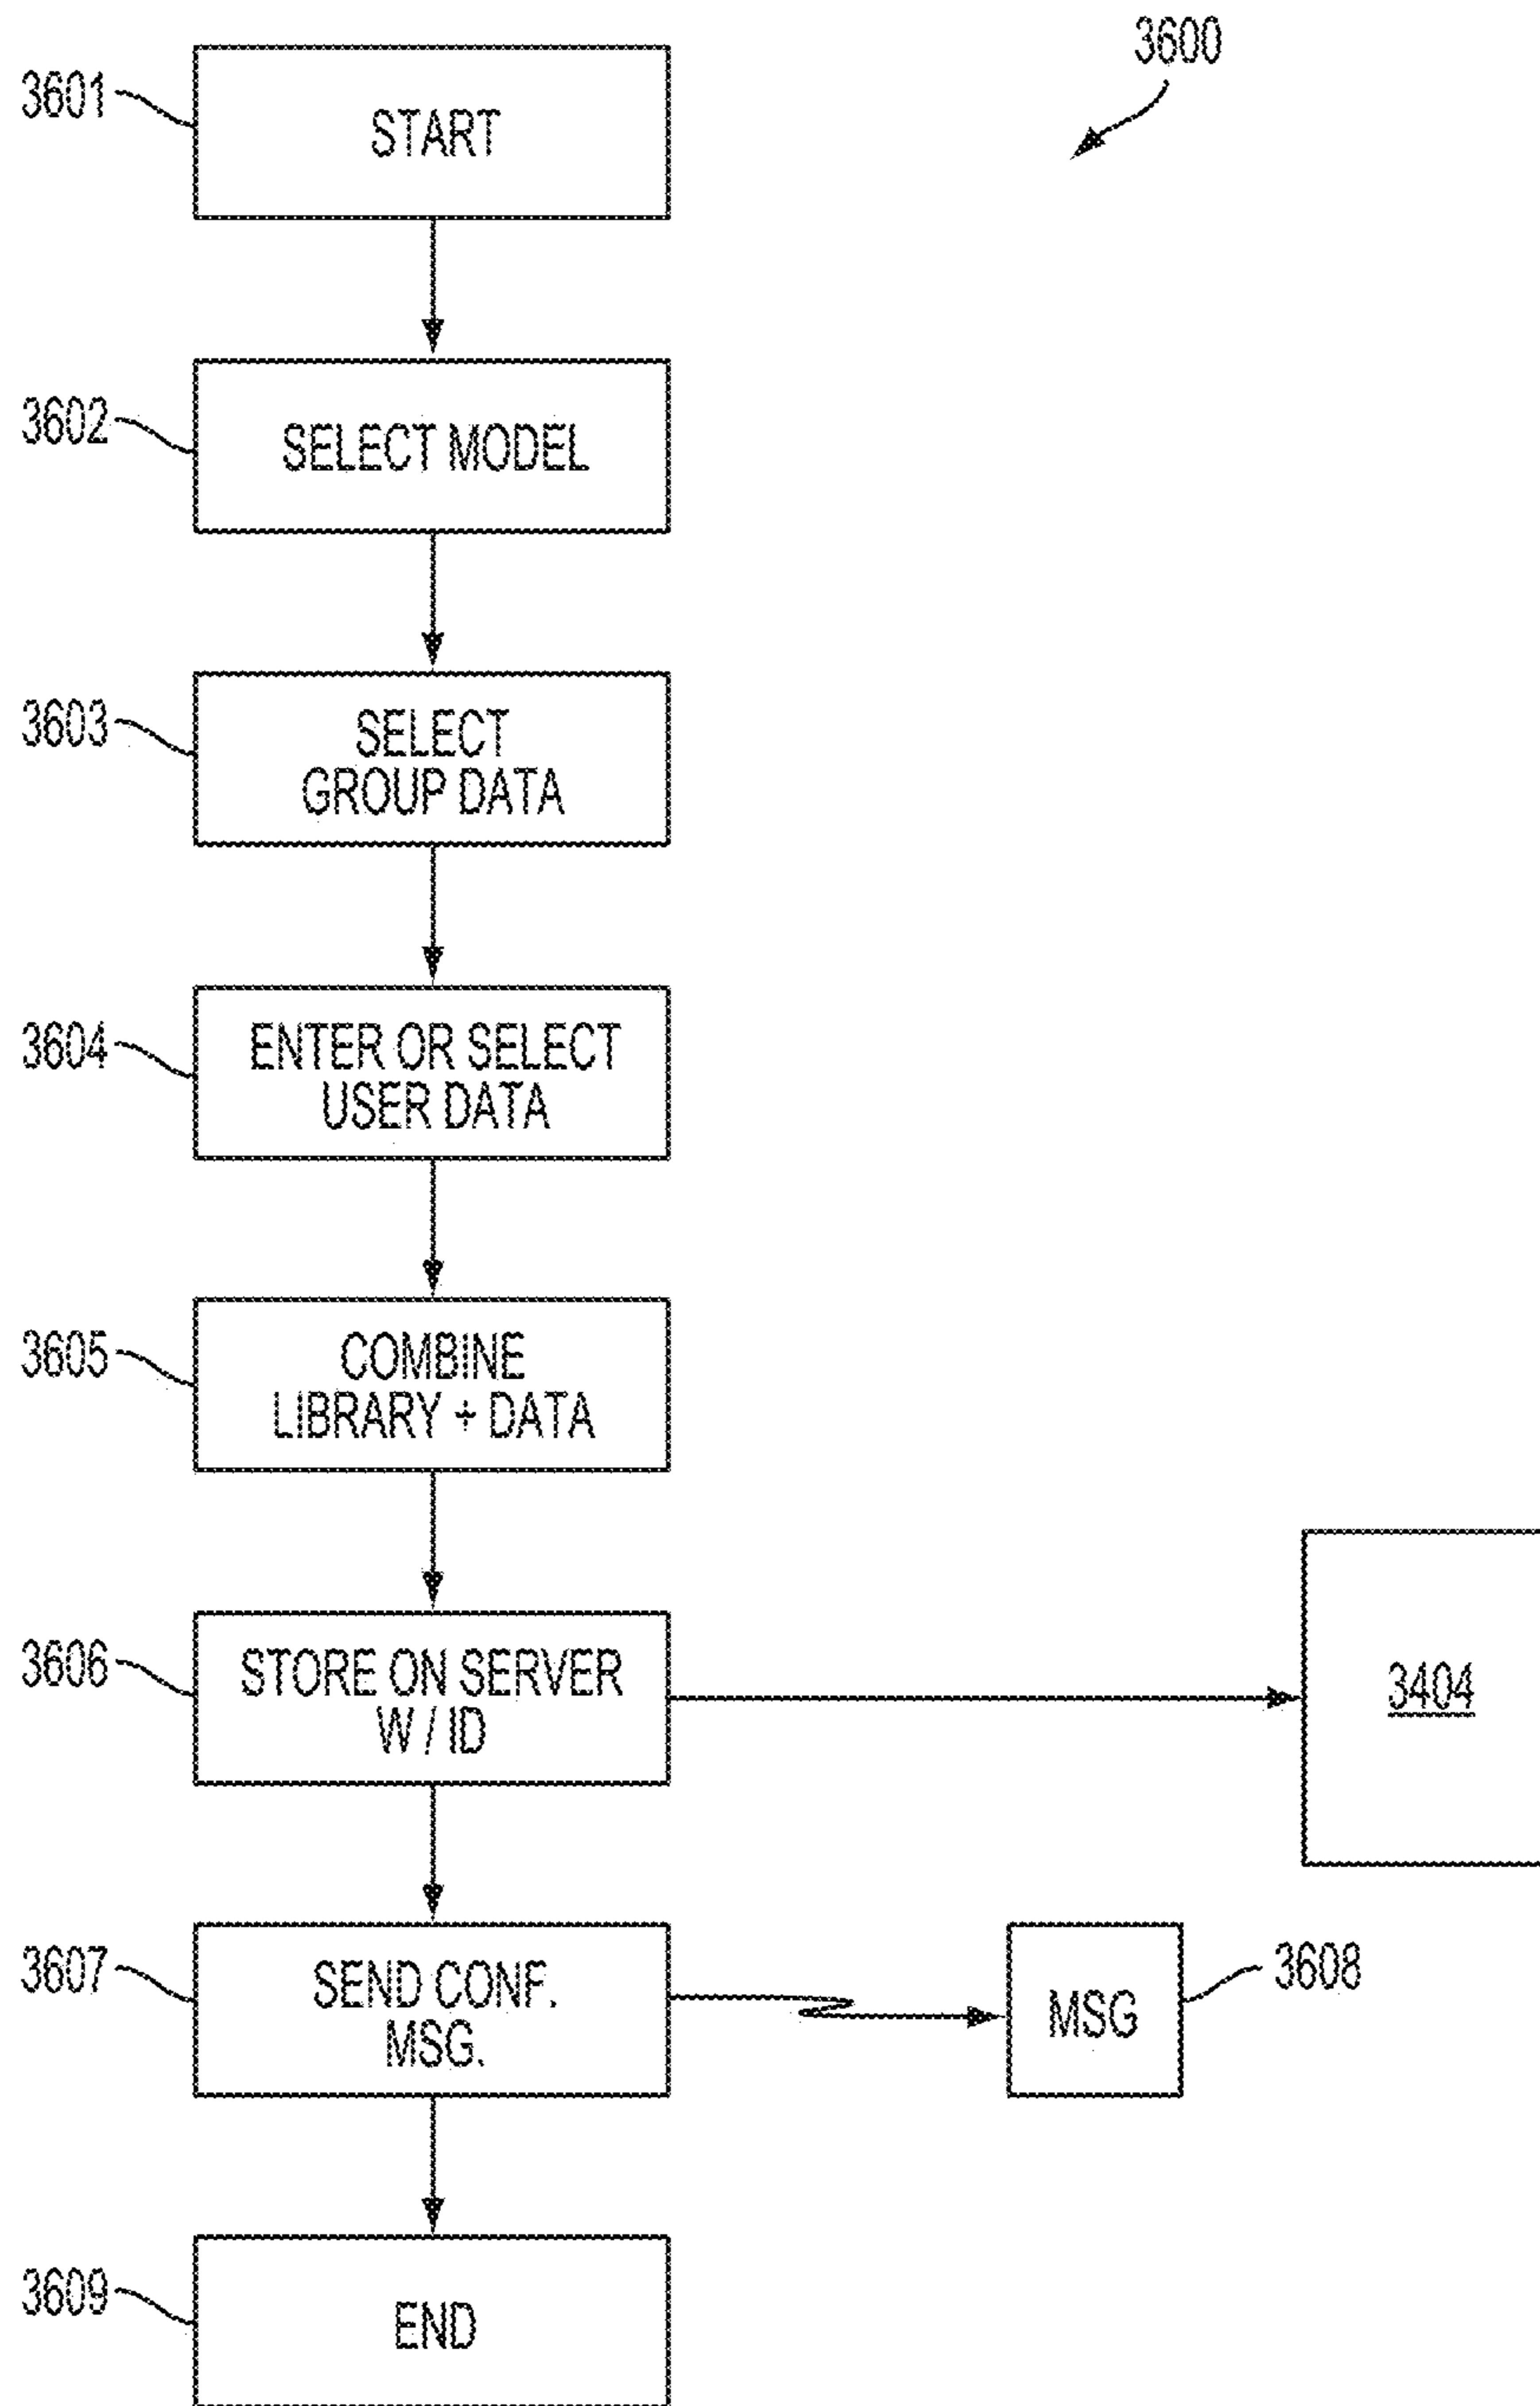 3600
3601
START
3602
SELECT MODEL
3603
SELECT
GROUP DATA
3604
ENTER OR SELECT
USER DATA
3605
COMBINE
LIBRARY + DATA
3606
STORE ON SERVER
W / ID
3404
3607
SEND CONF.
MSG.
MSG
3608
3609
END